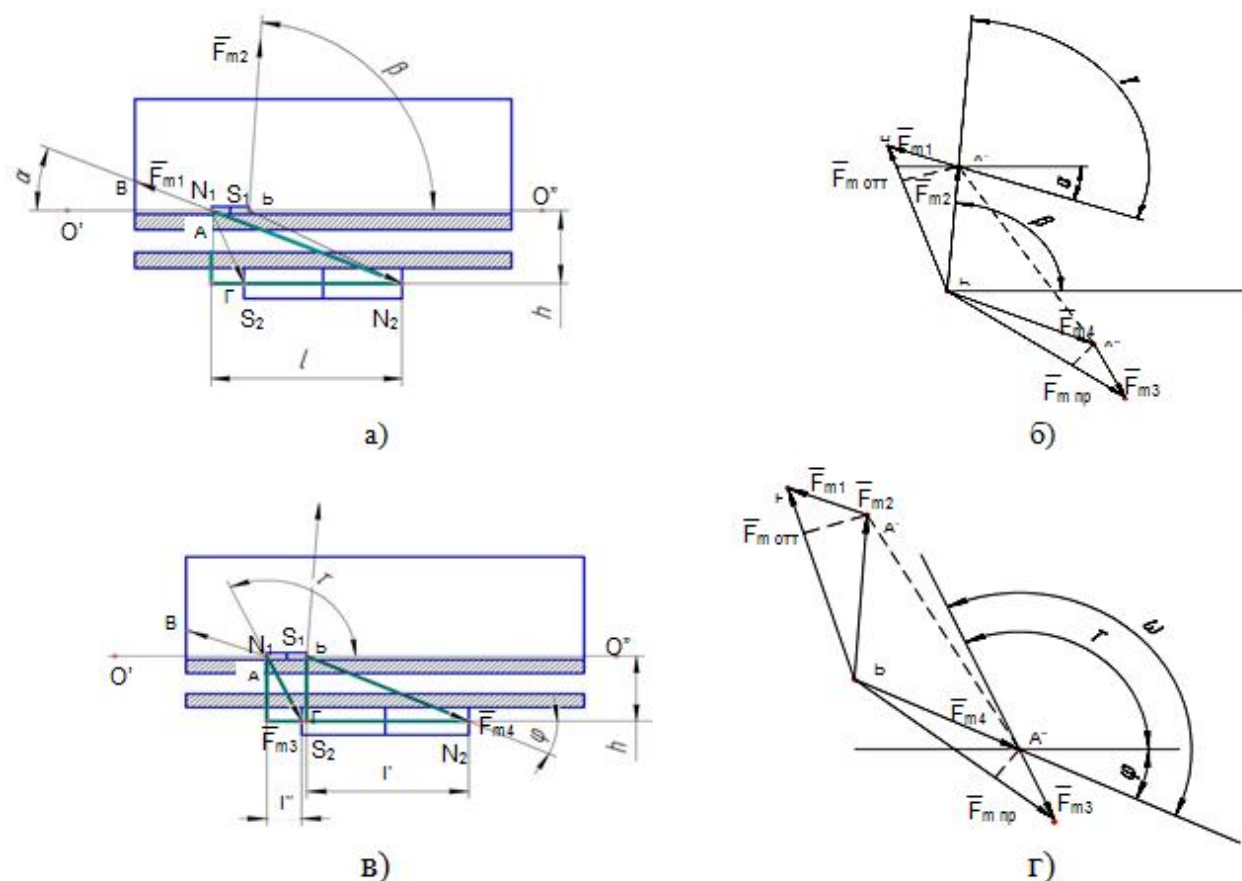 F̅m2
β
α
B
F̅m1
N1
S1
Ь
O'
O"
A
Г
S2
N2
h
l
а)
γ
F̅m1
A'
F̅m отт
α
F̅m2
β
F̅m4
A"
F̅m пр
F̅m3
б)
r
B
N1
S1
Ь
O'
O"
A
Г
F̅m3
S2
N2
F̅m4
φ
h
l'
l"
в)
F̅m1
F̅m2
A'
F̅m отт
ω
r
Ь
F̅m4
A"
φ
F̅m пр
F̅m3
г)